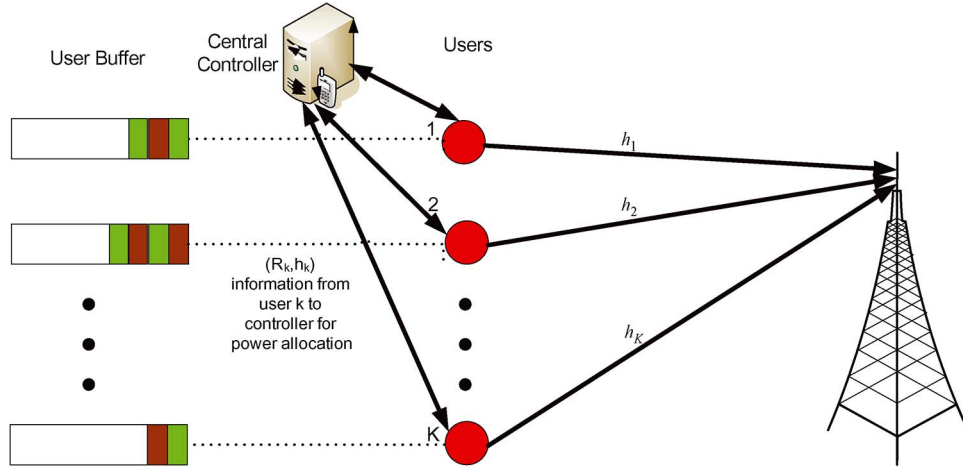 User Buffer
Central
Controller
Users
1
h₁
2
h₂
(Rₖ,hₖ)
information from
user k to
controller for
power allocation
h_K
K